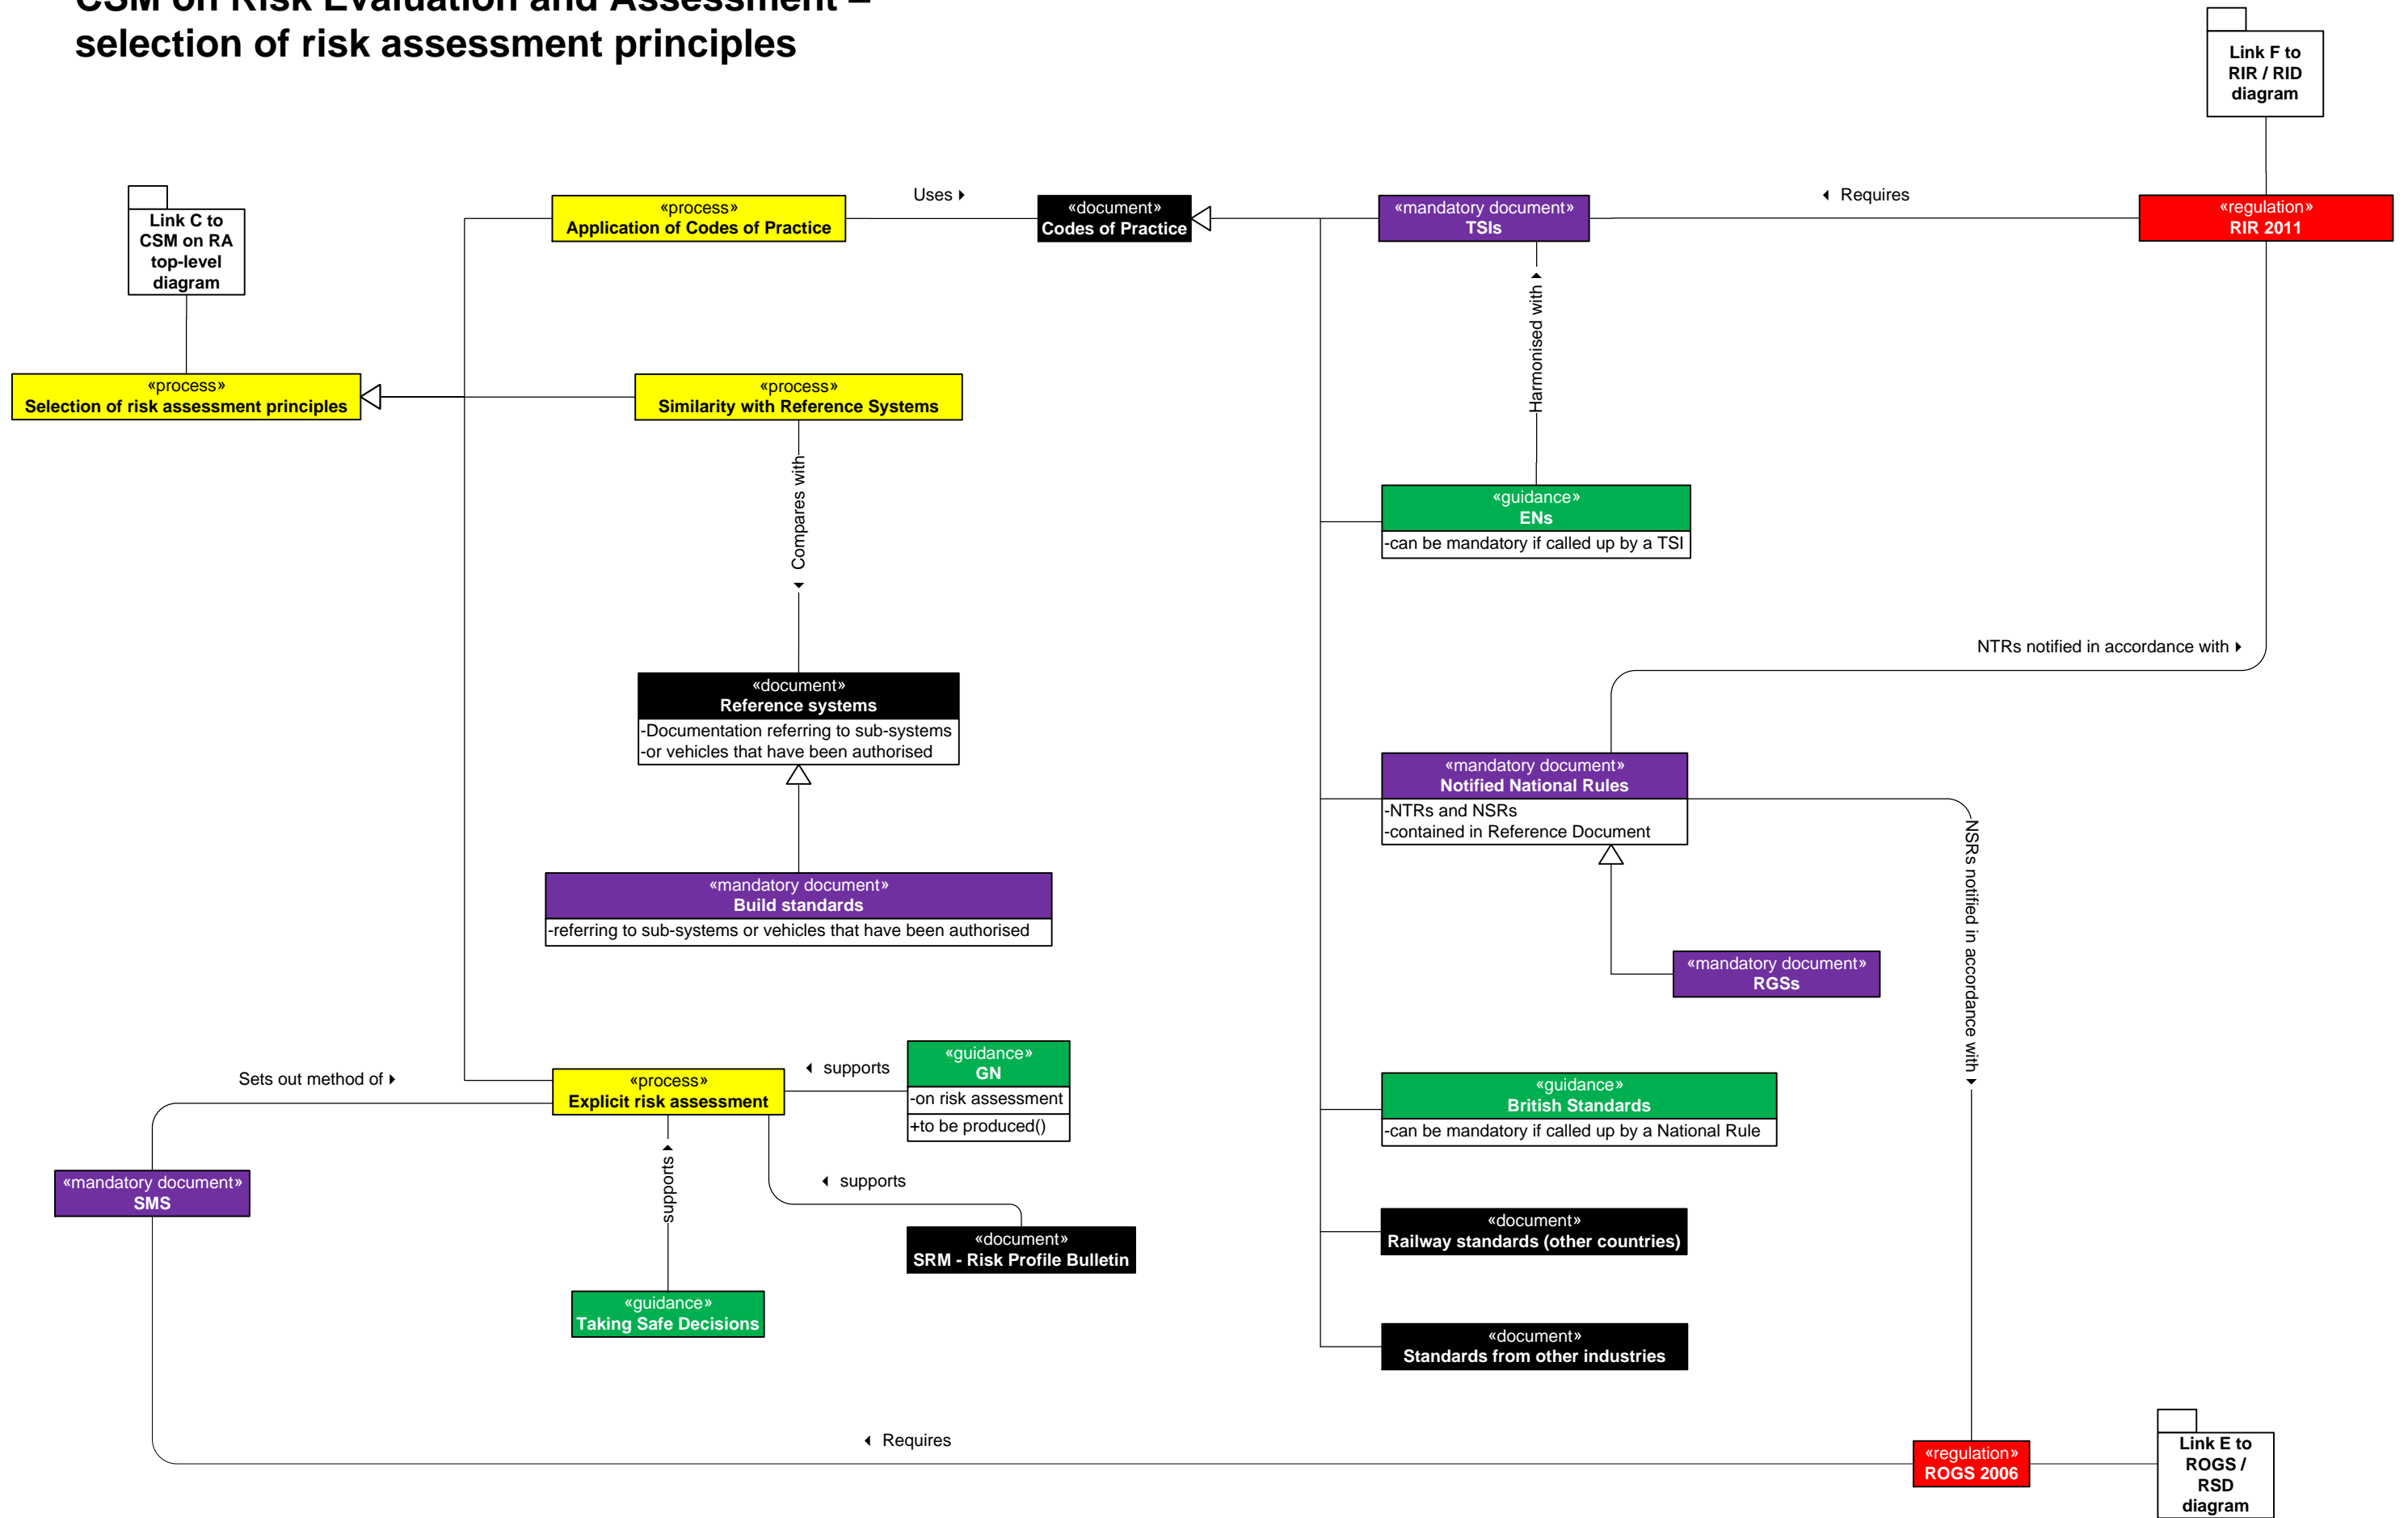 CSM on Risk Evaluation and Assessment –
selection of risk assessment principles
Link F to
RIR / RID
diagram
Link C to
CSM on RA
top-level
diagram
«process»
Application of Codes of Practice
Uses
«document»
Codes of Practice
«mandatory document»
TSIs
Requires
«regulation»
RIR 2011
Harmonised with
«process»
Selection of risk assessment principles
«process»
Similarity with Reference Systems
Compares with
«guidance»
ENs
-can be mandatory if called up by a TSI
NTRs notified in accordance with
«document»
Reference systems
-Documentation referring to sub-systems
-or vehicles that have been authorised
«mandatory document»
Notified National Rules
-NTRs and NSRs
-contained in Reference Document
NSRs notified in accordance with
«mandatory document»
Build standards
-referring to sub-systems or vehicles that have been authorised
«mandatory document»
RGSs
Sets out method of
«process»
Explicit risk assessment
supports
«guidance»
GN
-on risk assessment
+to be produced()
«guidance»
British Standards
-can be mandatory if called up by a National Rule
«mandatory document»
SMS
supports
supports
«document»
SRM - Risk Profile Bulletin
«document»
Railway standards (other countries)
«guidance»
Taking Safe Decisions
«document»
Standards from other industries
Requires
«regulation»
ROGS 2006
Link E to
ROGS /
RSD
diagram